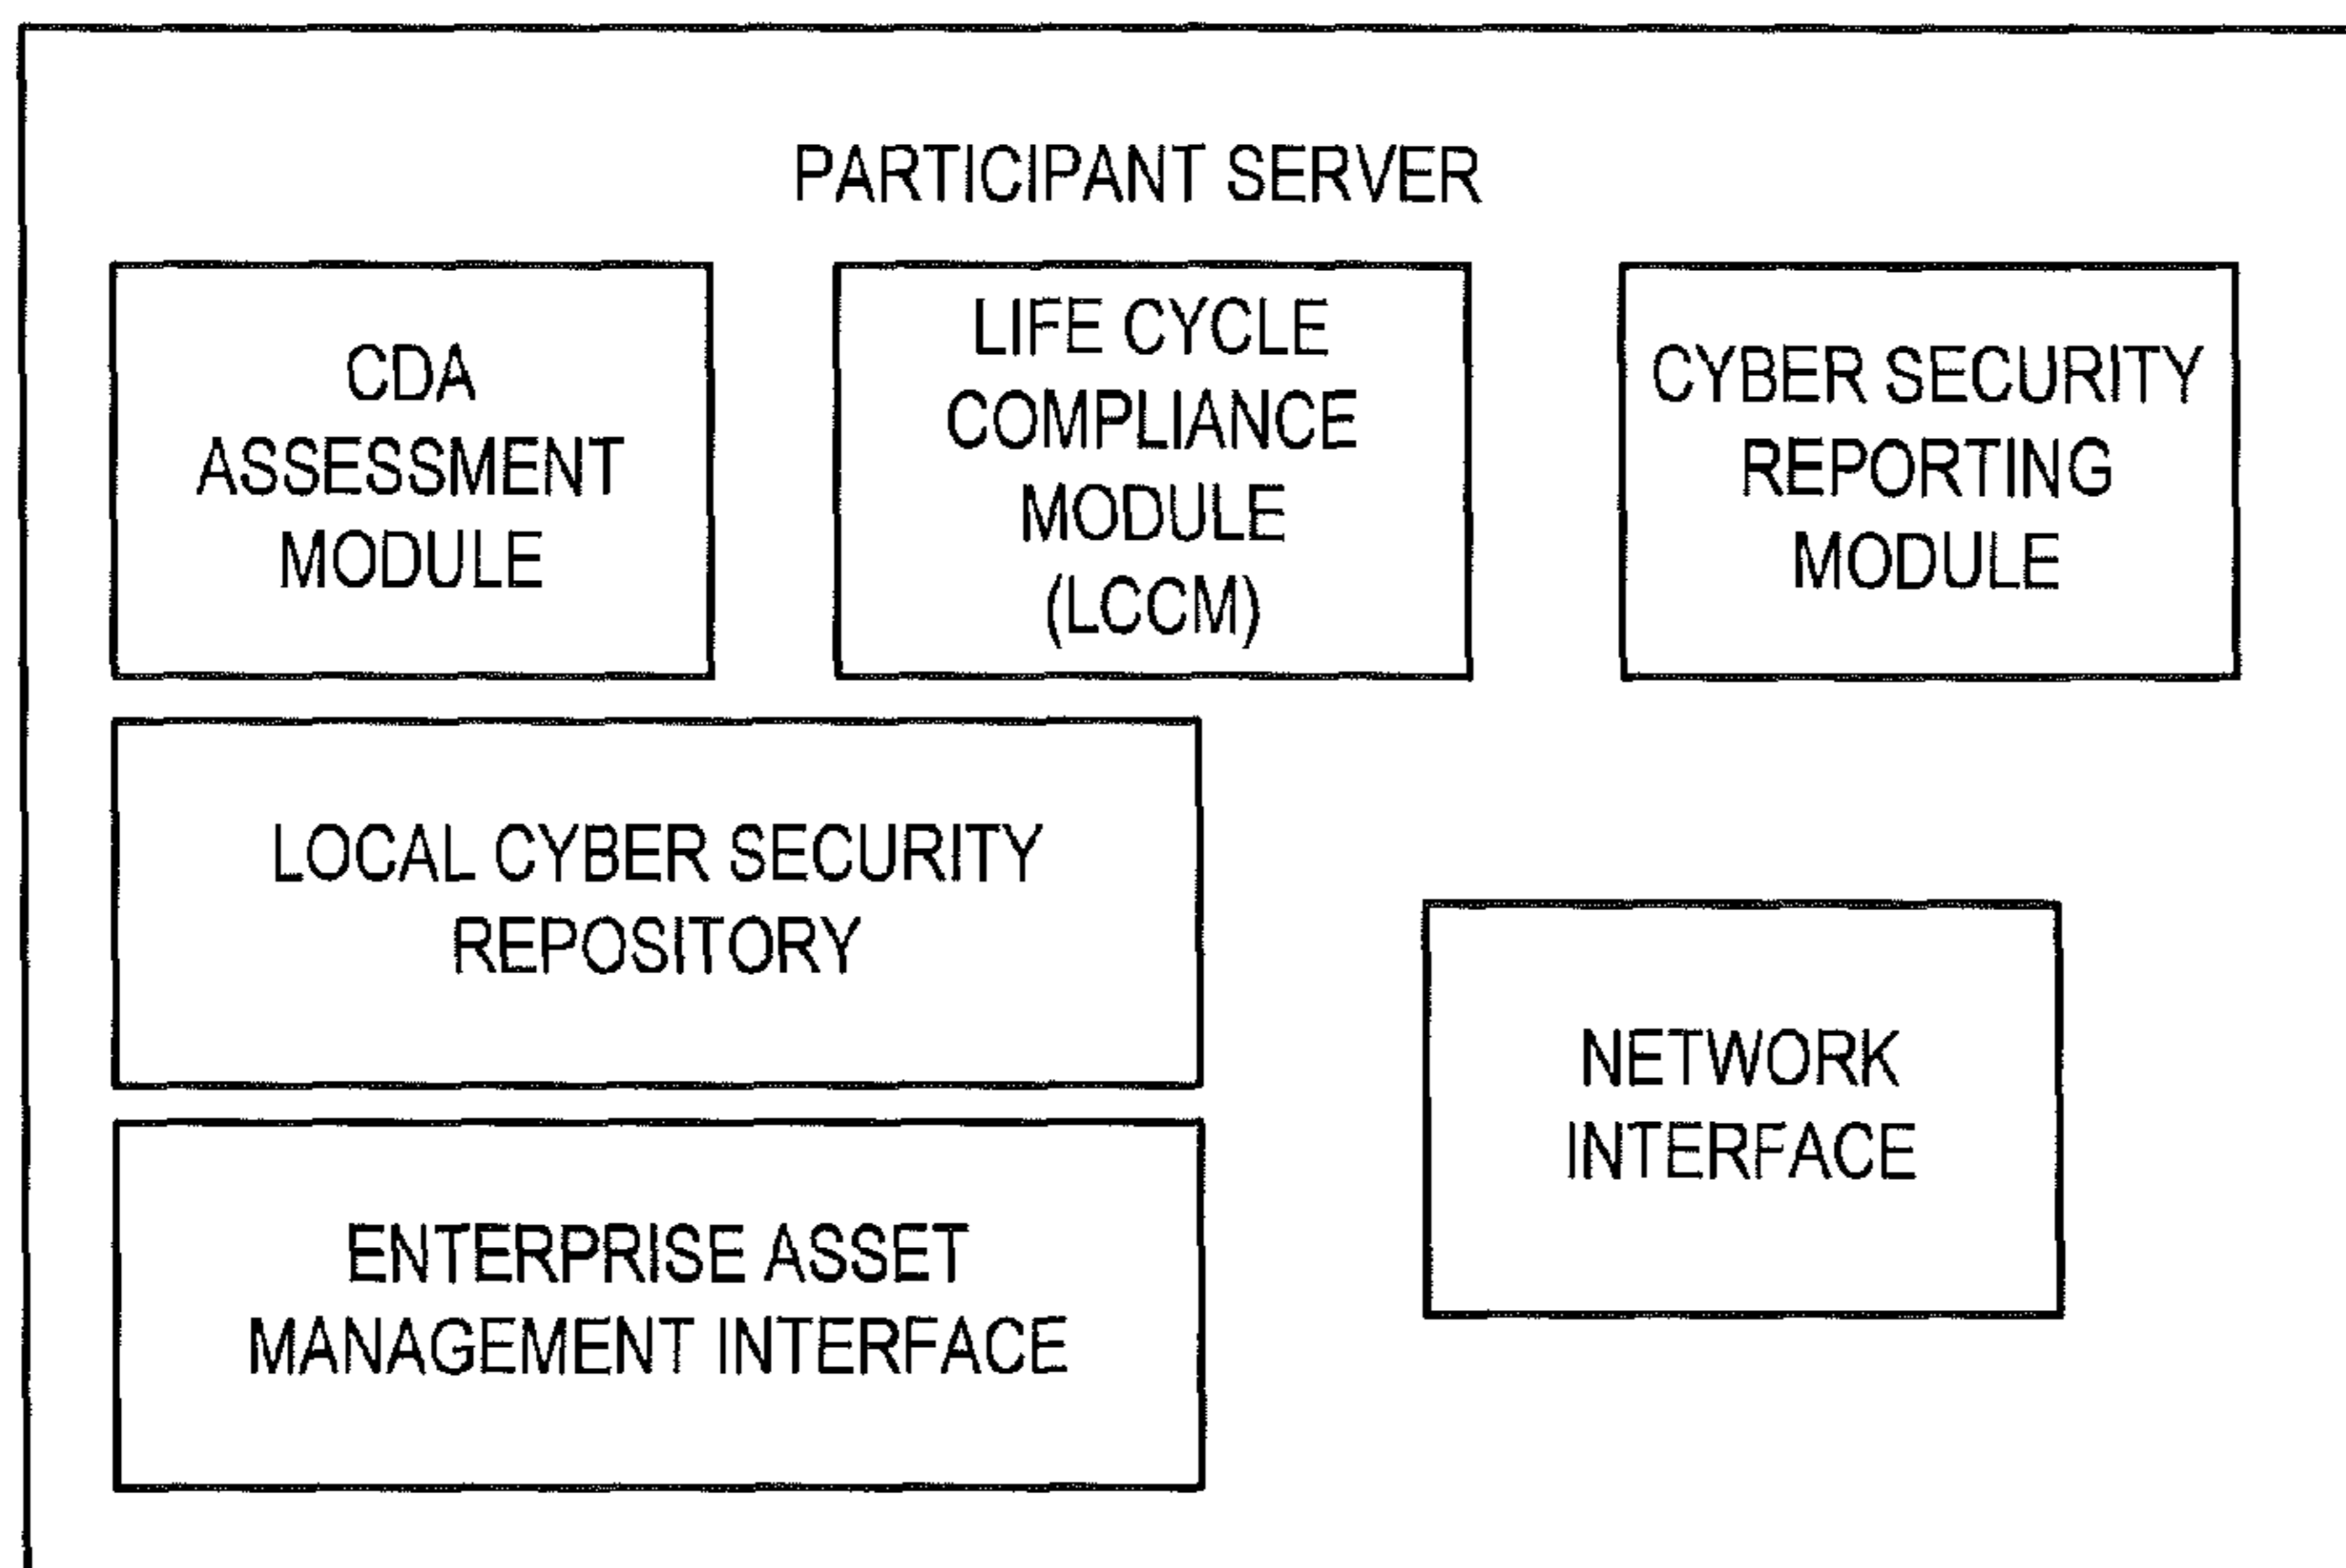 PARTICIPANT SERVER
CDA
ASSESSMENT
MODULE
LIFE CYCLE
COMPLIANCE
MODULE
(LCCM)
CYBER SECURITY
REPORTING
MODULE
LOCAL CYBER SECURITY
REPOSITORY
NETWORK
INTERFACE
ENTERPRISE ASSET
MANAGEMENT INTERFACE